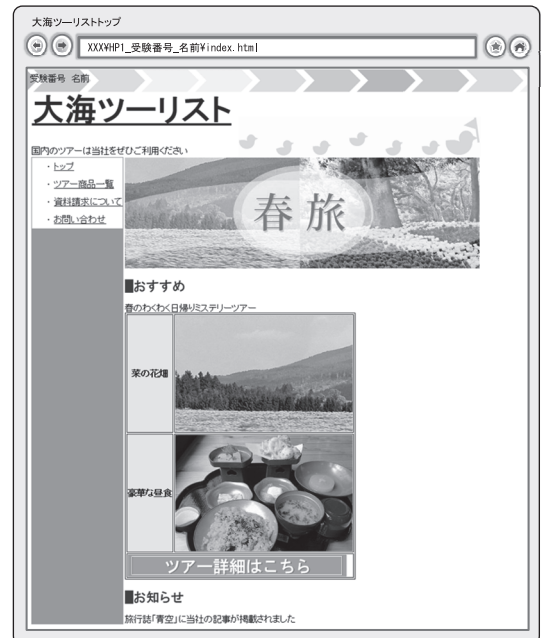 大海ツーリストトップ
XXX¥HP1_受験番号_名前¥index.html
受験番号 名前
大海ツーリスト
国内のツアーは当社をぜひご利用ください
・トップ
・ツアー商品一覧
・資料請求について
・お問い合わせ
春旅
■おすすめ
春のわくわく日帰りミステリーツアー
菜の花畑
豪華な昼食
ツアー詳細はこちら
■お知らせ
旅行誌「青空」に当社の記事が掲載されました